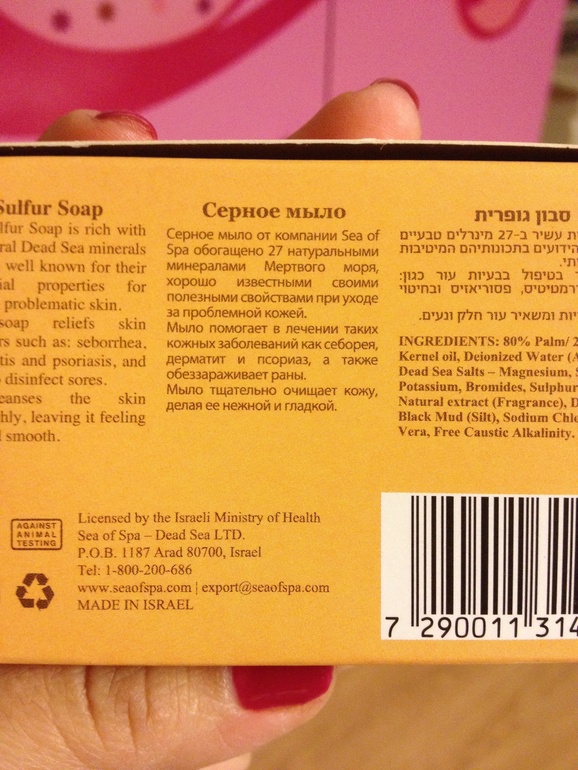 Sulfur Soap
Soap is rich with
Dead Sea minerals
well known for their
properties for
problematic skin.
soap reliefs skin
such as: seborrhea,
and psoriasis, and
disinfect sores.
the skin
leaving it feeling
smooth.
Серное мыло
Серное мыло от компании Sea of
Spa обогащено 27 натуральными
минералами Мертвого моря,
хорошо известными своими
полезными свойствами при уходе
за проблемной кожей.
Мыло помогает в лечении таких
кожных заболеваний как себорея,
дерматит и псориаз, а также
обеззараживает раны.
Мыло тщательно очищает кожу,
делая ее нежной и гладкой.
סבון גופרית
עשיר ב-27 מינרלים טבעיים
הידועים בתכונותיהם המיטיבות
בטיפול בבעיות עור כגון:
פסוריאזיס ובחיטוי
ומשאיר עור חלק ונעים.
INGREDIENTS: 80% Palm/
Kernel oil, Deionized Water
Dead Sea Salts – Magnesium,
Potassium, Bromides, Sulphur
Natural extract (Fragrance),
Black Mud (Silt), Sodium
Vera, Free Caustic Alkalinity.
AGAINST
ANIMAL
TESTING
Licensed by the Israeli Ministry of Health
Sea of Spa – Dead Sea LTD.
P.O.B. 1187 Arad 80700, Israel
Tel: 1-800-200-686
www.seaofspa.com | export@seaofspa.com
MADE IN ISRAEL
7 290011 314